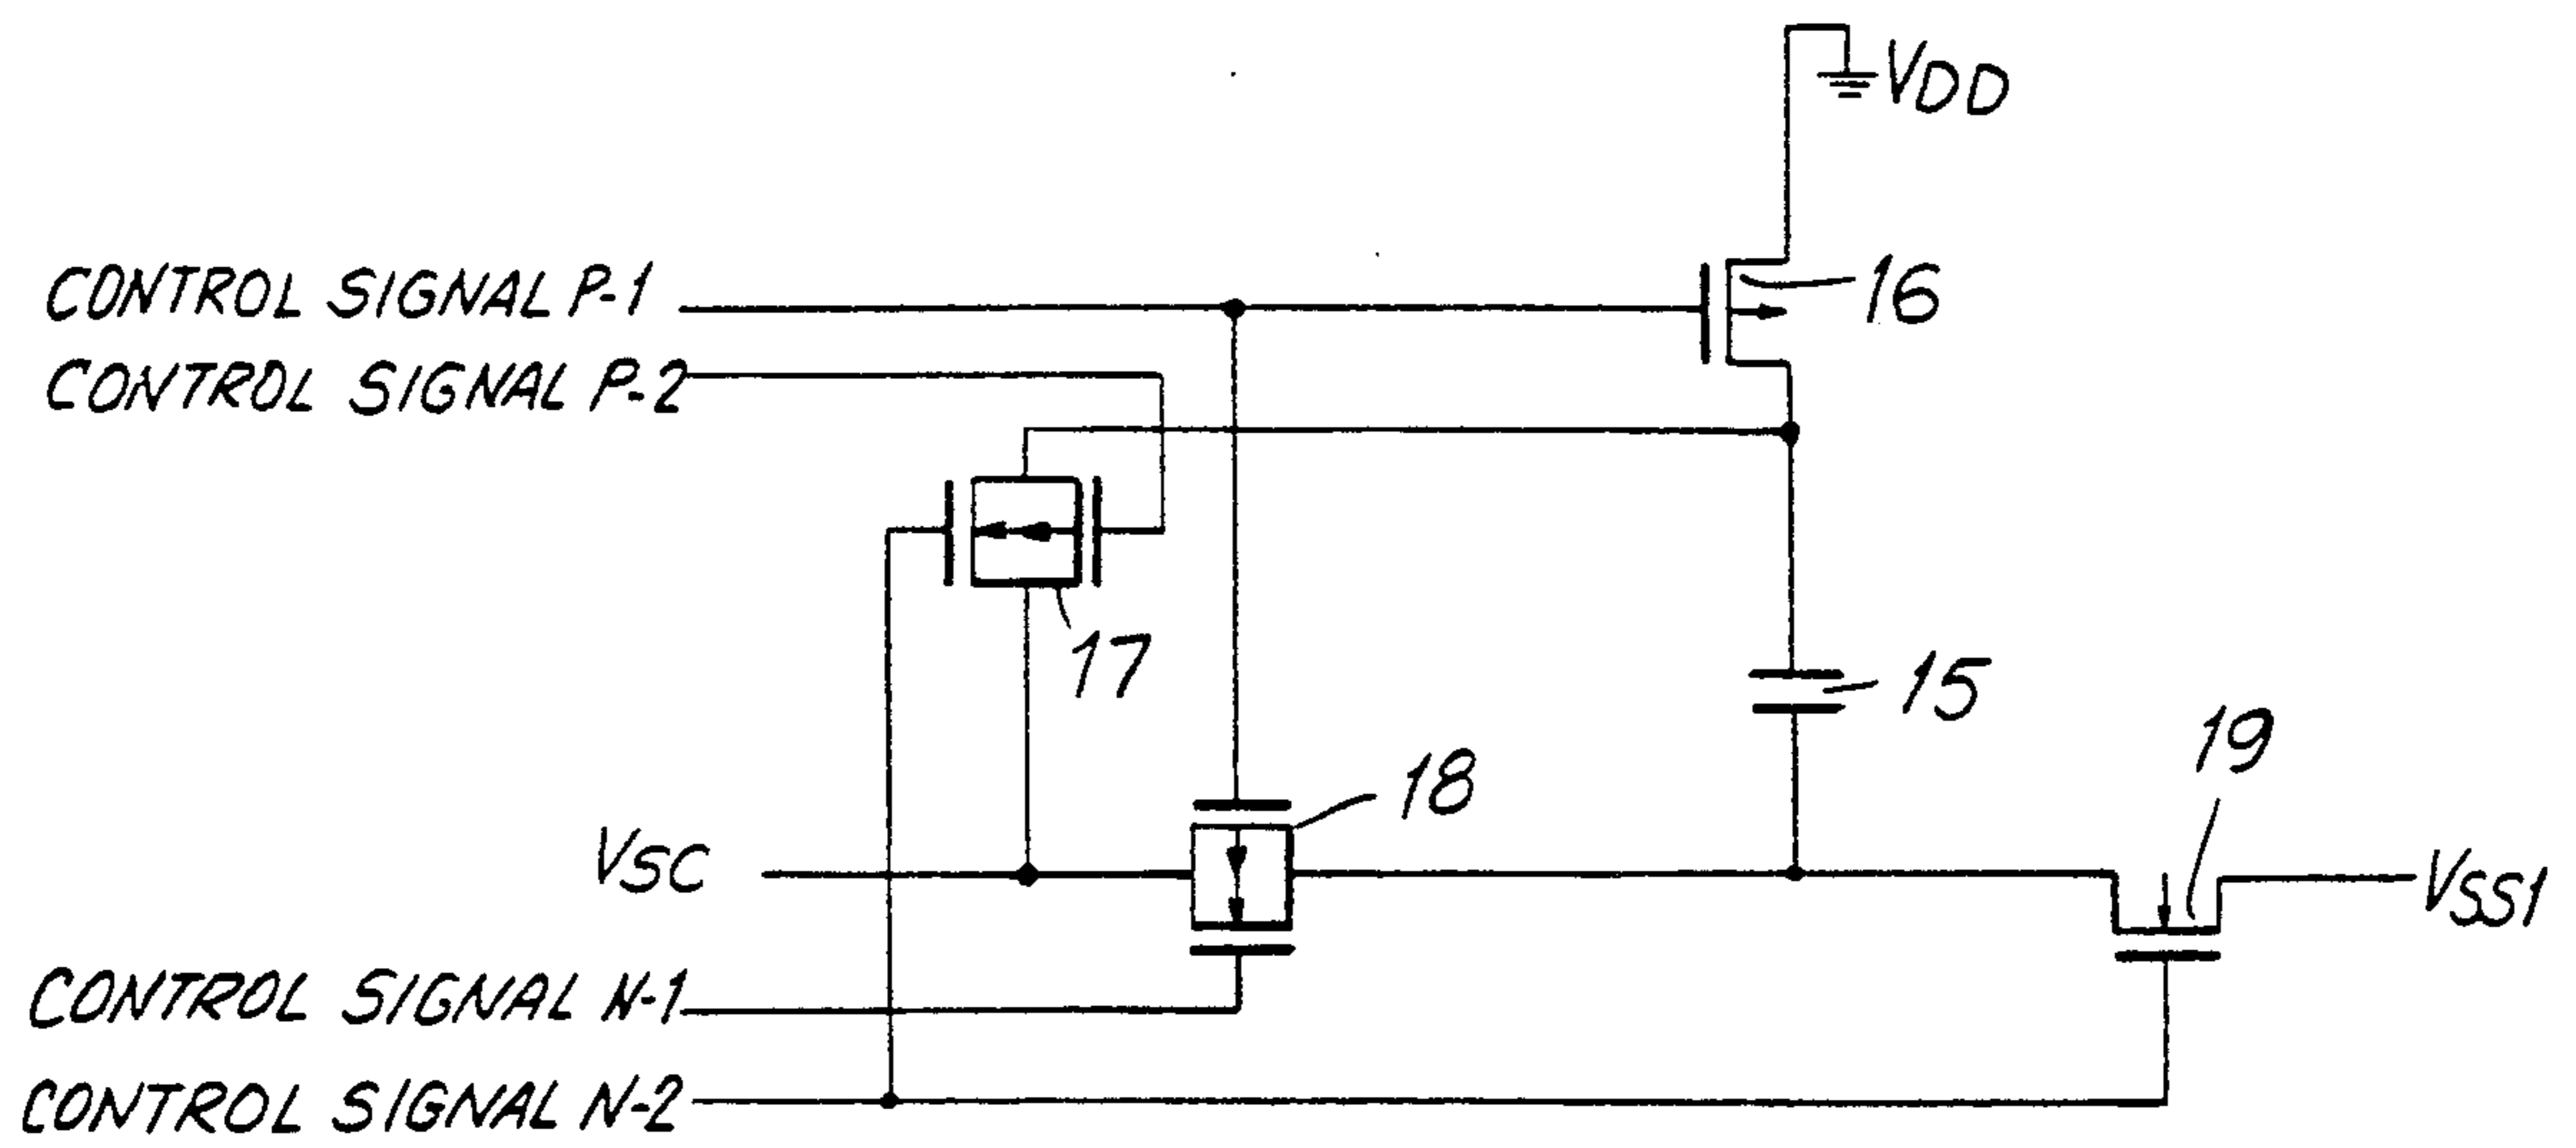 VDD
16
CONTROL SIGNAL P-1
CONTROL SIGNAL P-2
17
15
19
18
VSC
VSS1
CONTROL SIGNAL N-1
CONTROL SIGNAL N-2